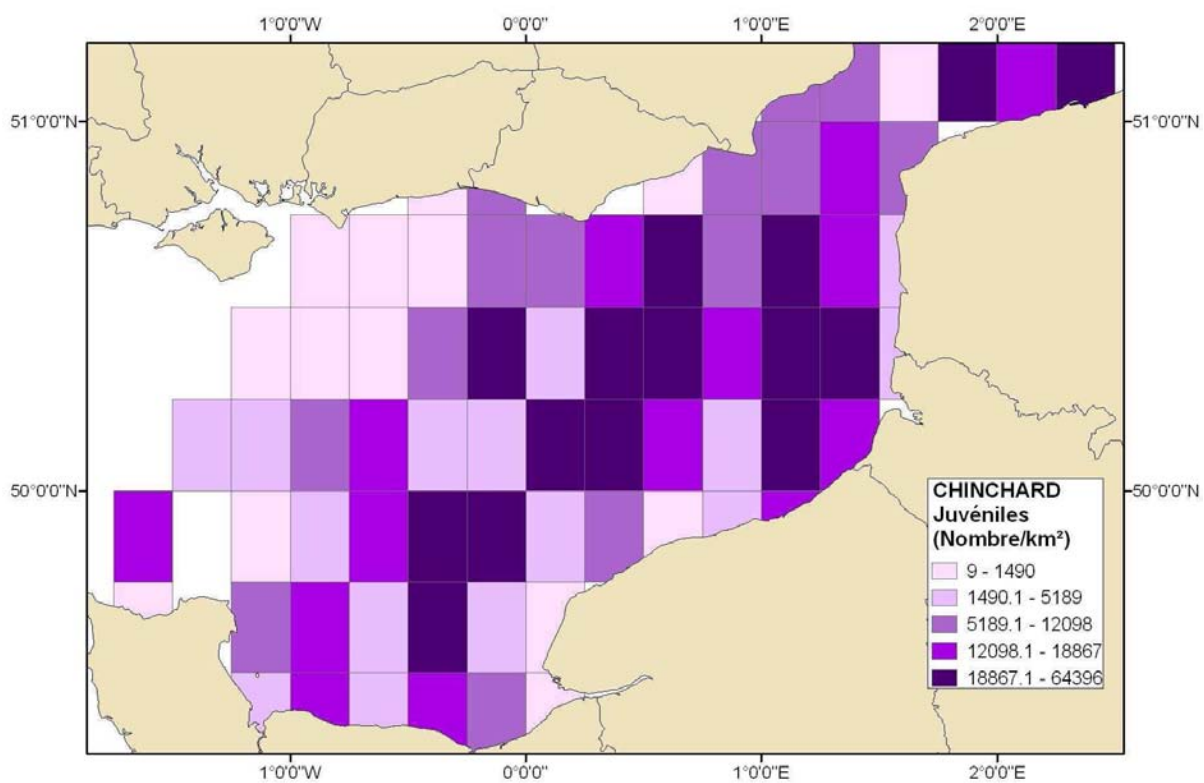 1°0'0"W 0°0'0" 1°0'0"E 2°0'0"E
51°0'0"N 51°0'0"N
50°0'0"N 50°0'0"N
CHINCHARD
Juvéniles
(Nombre/km²)
9 - 1490
1490.1 - 5189
5189.1 - 12098
12098.1 - 18867
18867.1 - 64396
1°0'0"W 0°0'0" 1°0'0"E 2°0'0"E